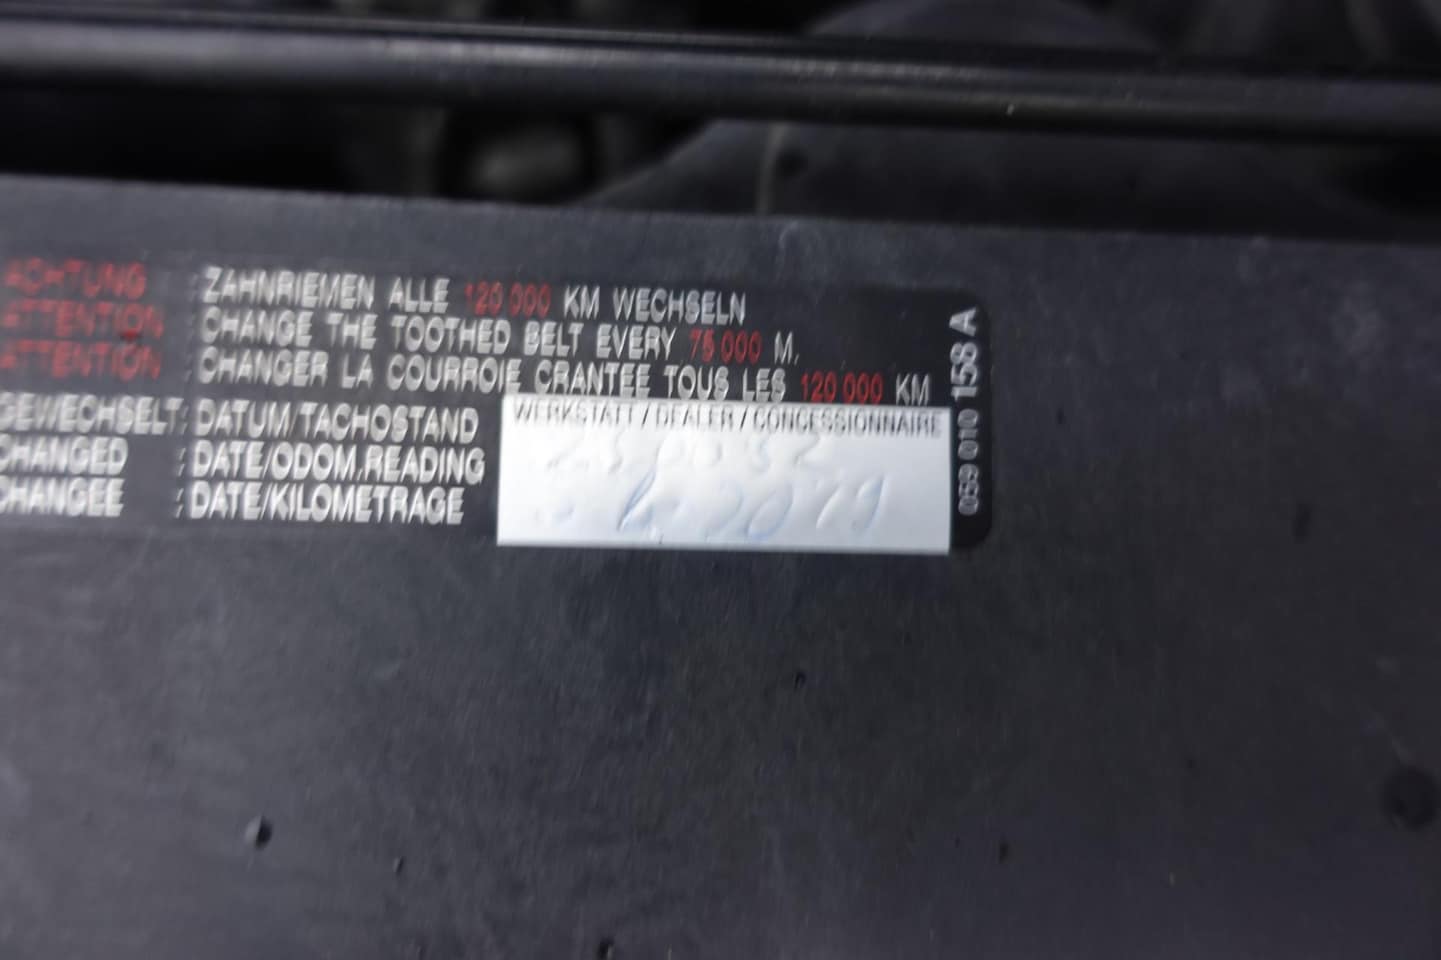 ACHTUNG : ZAHNRIEMEN ALLE 120 000 KM WECHSELN
ATTENTION : CHANGE THE TOOTHED BELT EVERY 75 000 M.
ATTENTION : CHANGER LA COURROIE CRANTEE TOUS LES 120 000 KM
GEWECHSELT: DATUM/TACHOSTAND
CHANGED : DATE/ODOM.READING
CHANGEE : DATE/KILOMETRAGE
WERKSTATT / DEALER / CONCESSIONNAIRE
059 010 158 A